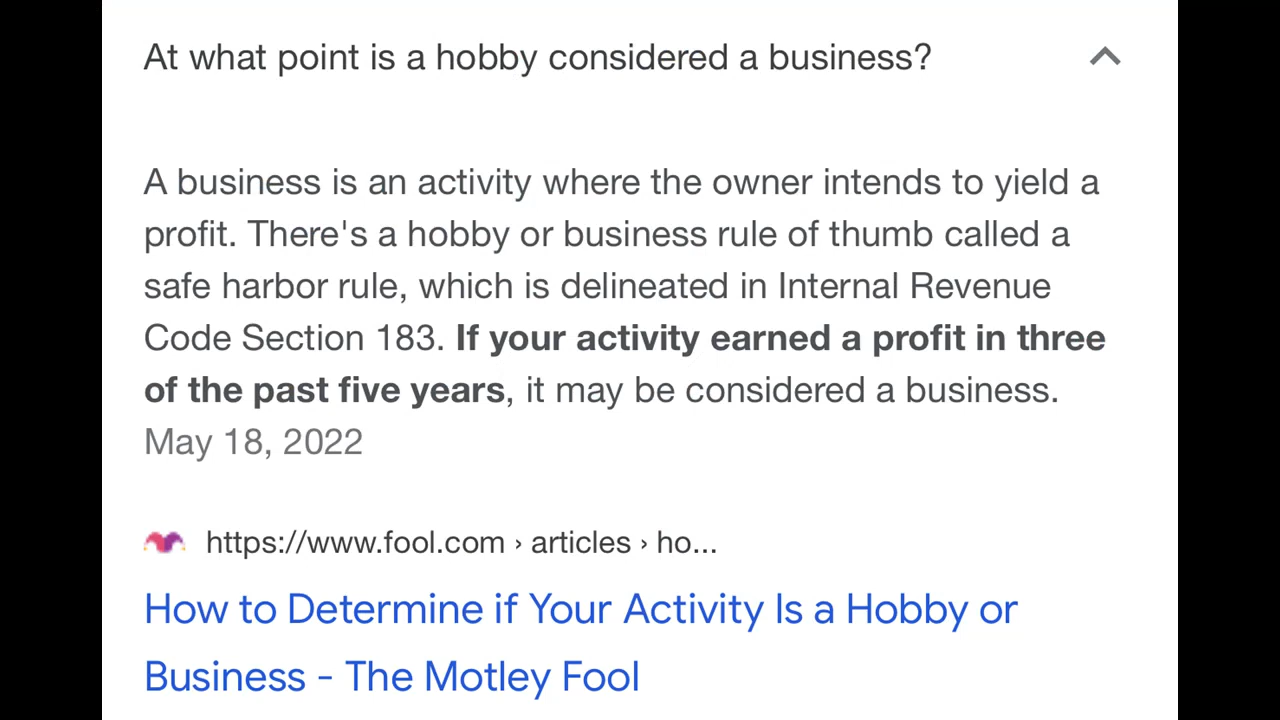 At what point is a hobby considered a business?
A business is an activity where the owner intends to yield a
profit. There's a hobby or business rule of thumb called a
safe harbor rule, which is delineated in Internal Revenue
Code Section 183. If your activity earned a profit in three
of the past five years, it may be considered a business.
May 18, 2022
https://www.fool.com › articles › ho...
How to Determine if Your Activity Is a Hobby or
Business - The Motley Fool